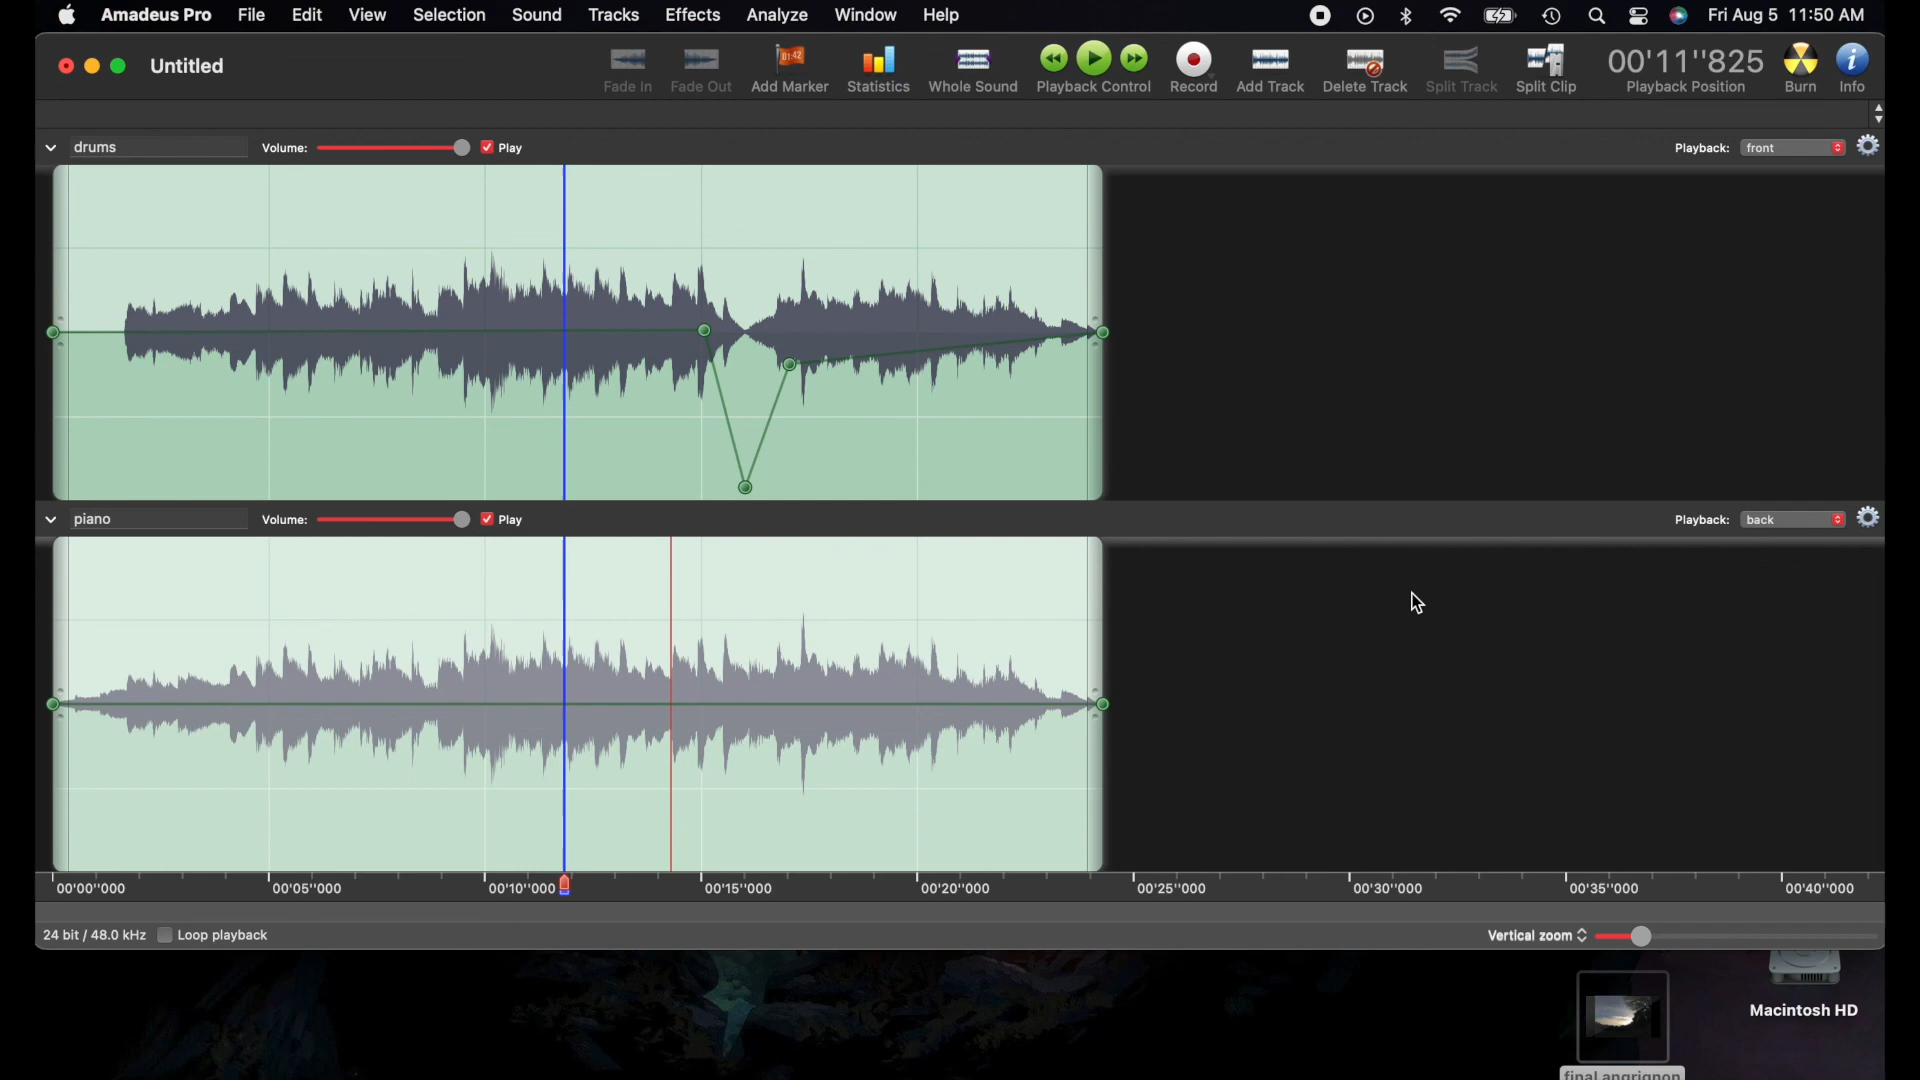 Amadeus Pro File Edit View Selection Sound Tracks Effects Analyze Window Help Fri Aug 5 11:50 AM
Untitled
01:42
00'11''825
Fade In Fade Out Add Marker Statistics Whole Sound Playback Control Record Add Track Delete Track Split Track Split Clip Playback Position Burn Info
drums Volume: Play Playback: front
piano Volume: Play Playback: back
00'00''000 00'05''000 00'10''000 00'15''000 00'20''000 00'25''000 00'30''000 00'35''000 00'40''000
24 bit / 48.0 kHz Loop playback Vertical zoom
Macintosh HD
final angrignon